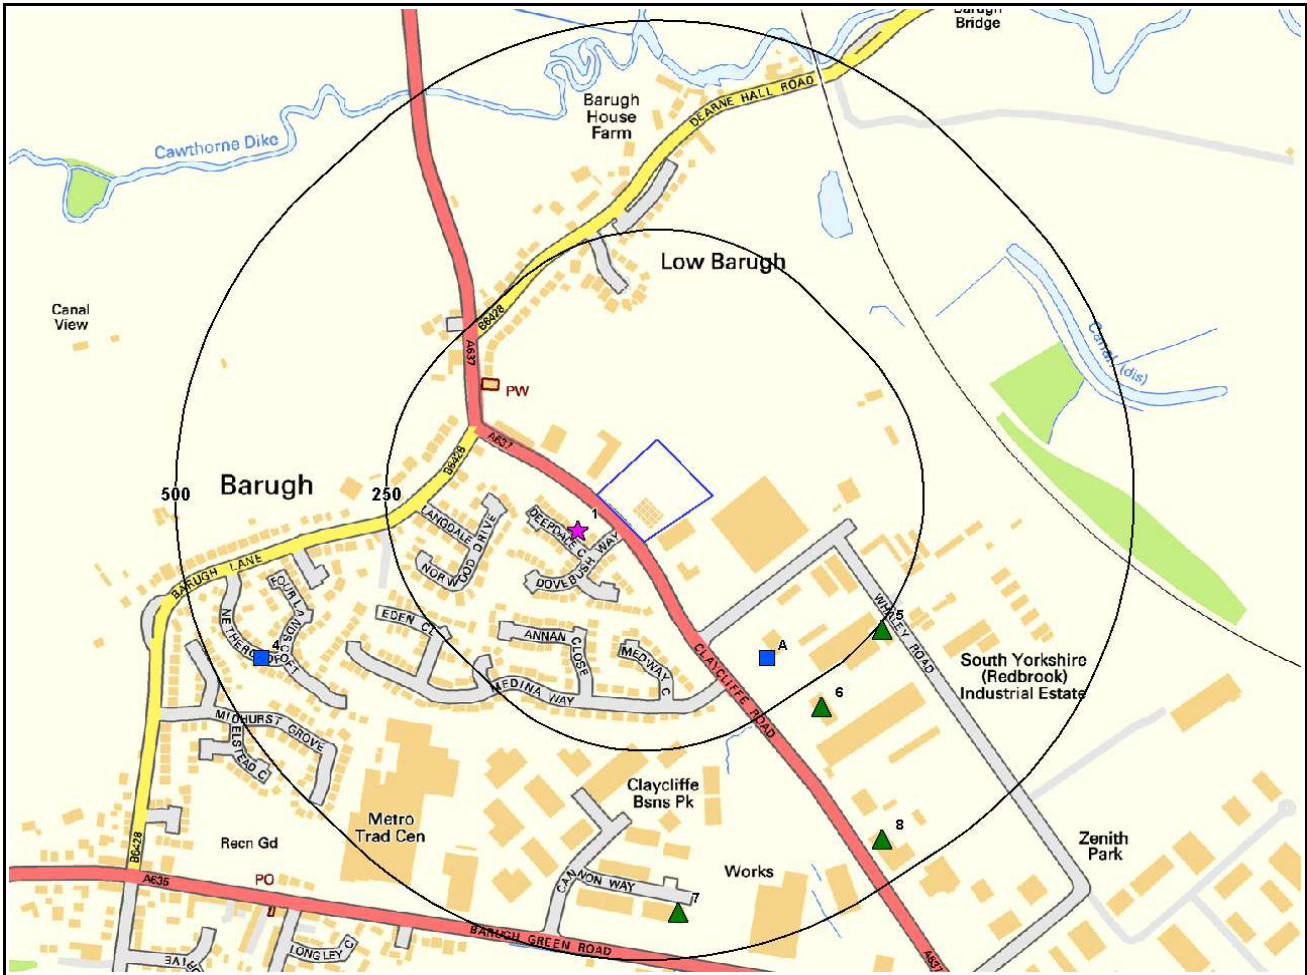 Barugh
Bridge
DEARNE HALL ROAD
Barugh
House
Farm
Cawthorne Dike
Low Barugh
Canal
View
B6428
A637
Canal (dis)
PW
A637
B6428
Barugh
500
250
1
LANGDALE
DEEPDALE C
NORWOOD DRIVE
DOVEBUSH WAY
BARUGH LANE
FOUR LANDS C
NETHERCROFT
4
EDEN CL
ANNAN CLOSE
MEDWAY C
MEDINA WAY
CLAYCLIFFE ROAD
A
WHALEY ROAD
5
6
South Yorkshire
(Redbrook)
Industrial Estate
MIDHURST GROVE
ELSTEAD C
Claycliffe
Bsns Pk
Metro
Trad Cen
Recn Gd
8
Zenith
Park
Works
B6428
A635
PO
CANNON WAY
7
BARUGH GREEN ROAD
LONGLEY C
A637